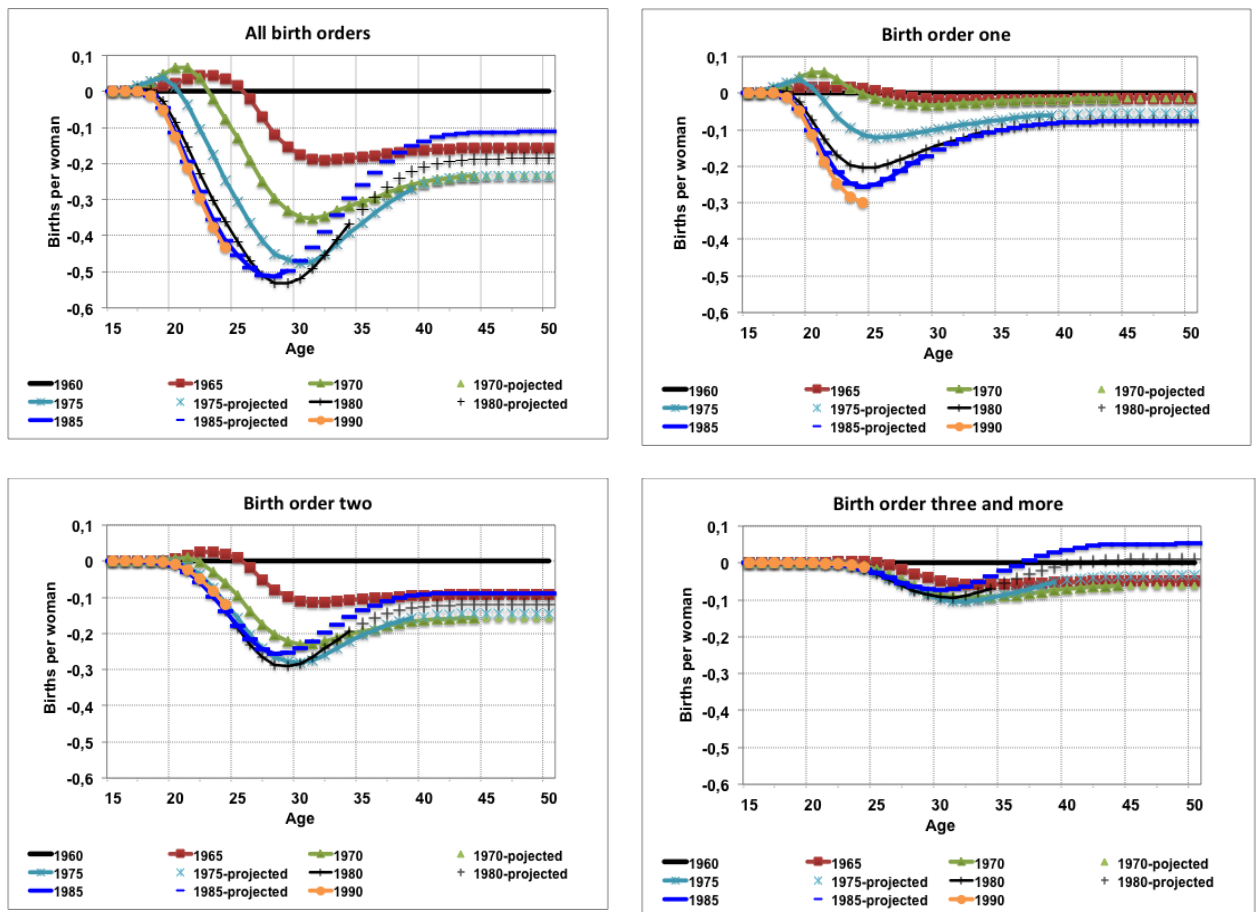 All birth orders
0,1
0
-0,1
-0,2
-0,3
-0,4
-0,5
-0,6
Births per woman
15 20 25 30 35 40 45 50
Age
1960 1965 1970 1970-pojected
1975 1975-projected 1980 1980-projected
1985 1985-projected 1990
Birth order one
0,1
0
-0,1
-0,2
-0,3
-0,4
-0,5
-0,6
Births per woman
15 20 25 30 35 40 45 50
Age
1960 1965 1970 1970-pojected
1975 1975-projected 1980 1980-projected
1985 1985-projected 1990
Birth order two
0,1
0
-0,1
-0,2
-0,3
-0,4
-0,5
-0,6
Births per woman
15 20 25 30 35 40 45 50
Age
1960 1965 1970 1970-pojected
1975 1975-projected 1980 1980-projected
1985 1985-projected 1990
Birth order three and more
0,1
0
-0,1
-0,2
-0,3
-0,4
-0,5
-0,6
Births per woman
15 20 25 30 35 40 45 50
Age
1960 1965 1970 1970-pojected
1975 1975-projected 1980 1980-projected
1985 1985-projected 1990